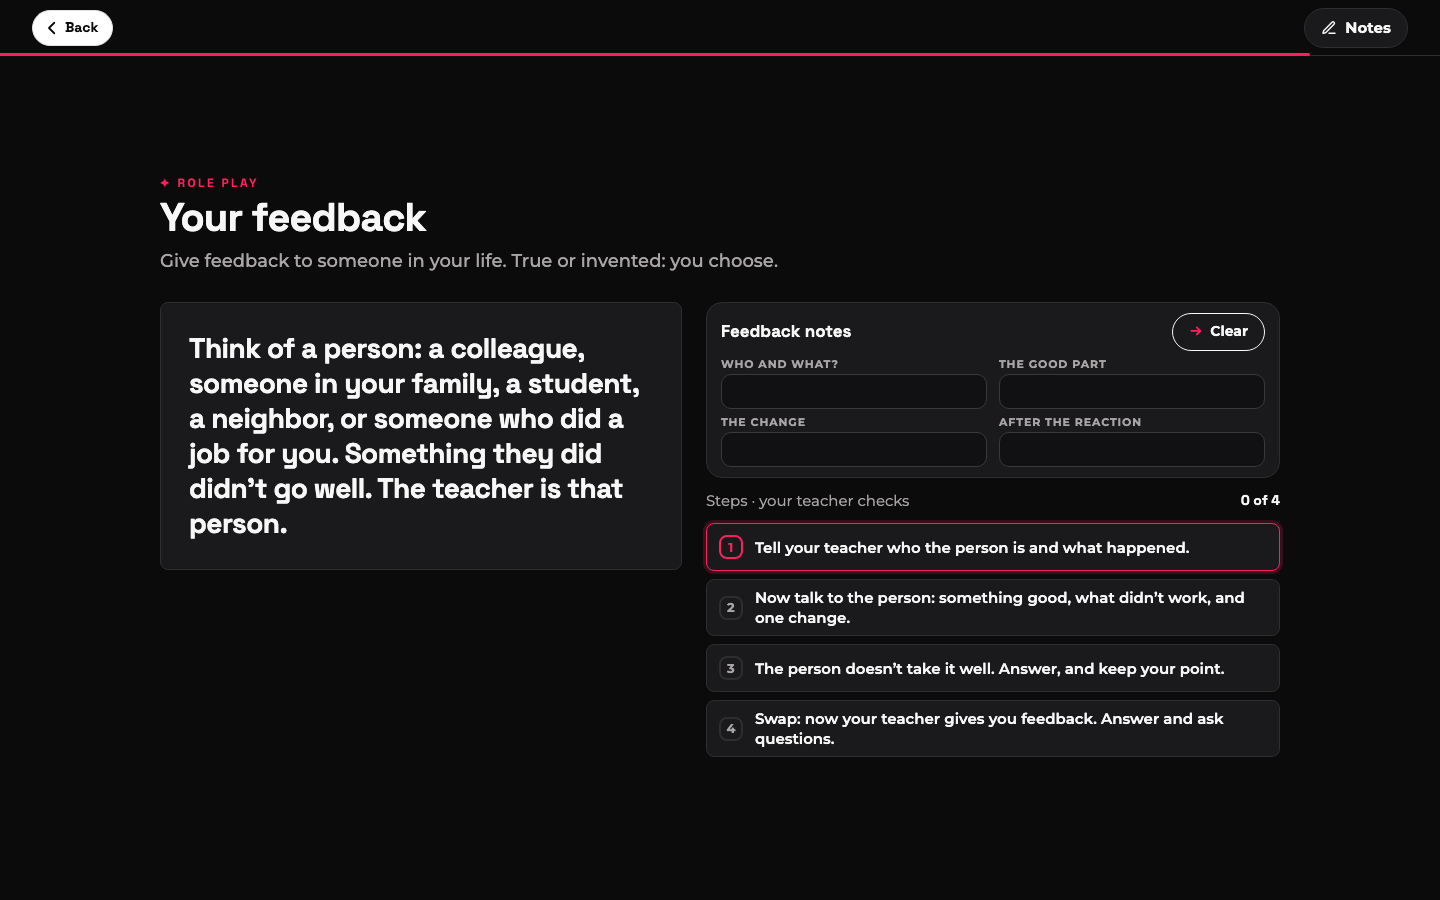 Back
Notes
ROLE PLAY
Your feedback
Give feedback to someone in your life. True or invented: you choose.
Think of a person: a colleague,
someone in your family, a student,
a neighbor, or someone who did a
job for you. Something they did
didn’t go well. The teacher is that
person.
Feedback notes
Clear
WHO AND WHAT?
THE GOOD PART
THE CHANGE
AFTER THE REACTION
Steps · your teacher checks
0 of 4
1
Tell your teacher who the person is and what happened.
2
Now talk to the person: something good, what didn’t work, and
one change.
3
The person doesn’t take it well. Answer, and keep your point.
4
Swap: now your teacher gives you feedback. Answer and ask
questions.